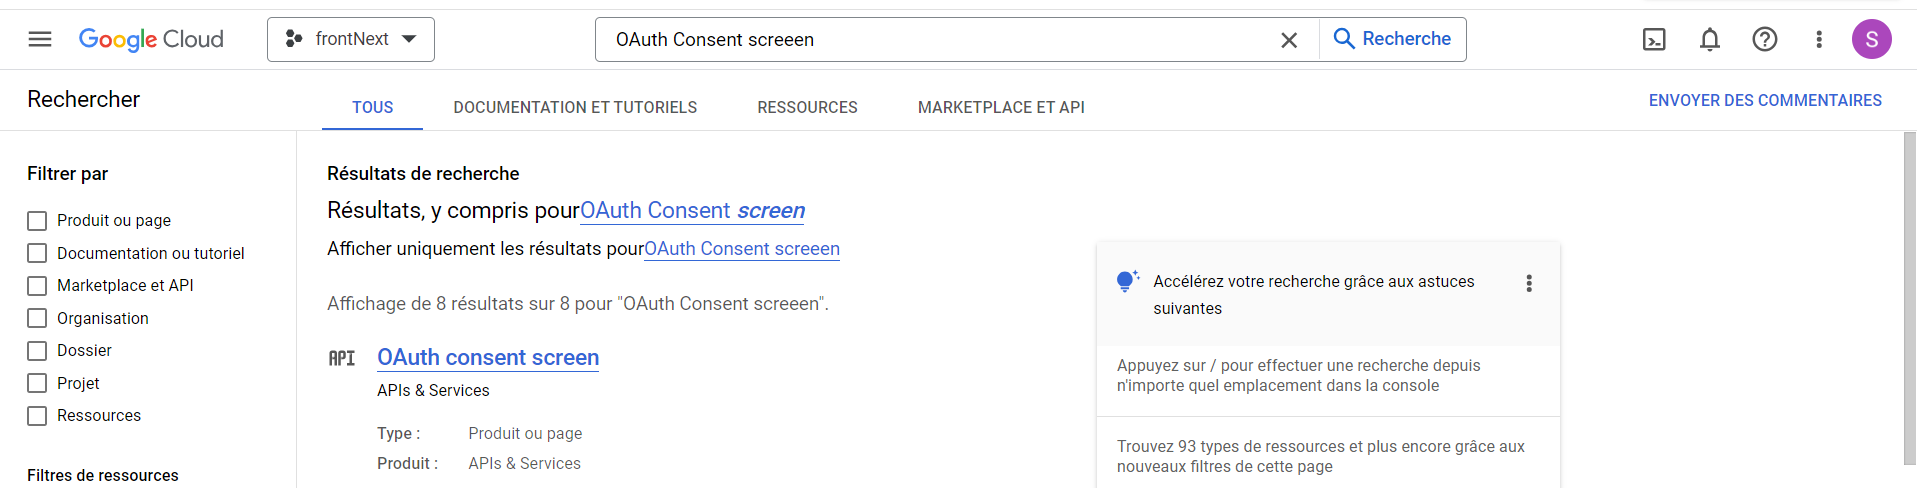 Google Cloud
frontNext
OAuth Consent screeen
Recherche
S
Rechercher
TOUS
DOCUMENTATION ET TUTORIELS
RESSOURCES
MARKETPLACE ET API
ENVOYER DES COMMENTAIRES
Filtrer par
Produit ou page
Documentation ou tutoriel
Marketplace et API
Organisation
Dossier
Projet
Ressources
Filtres de ressources
Résultats de recherche
Résultats, y compris pourOAuth Consent screen
Afficher uniquement les résultats pourOAuth Consent screeen
Affichage de 8 résultats sur 8 pour "OAuth Consent screeen".
API OAuth consent screen
APIs & Services
Type : Produit ou page
Produit : APIs & Services
Accélérez votre recherche grâce aux astuces
suivantes
Appuyez sur / pour effectuer une recherche depuis
n'importe quel emplacement dans la console
Trouvez 93 types de ressources et plus encore grâce aux
nouveaux filtres de cette page